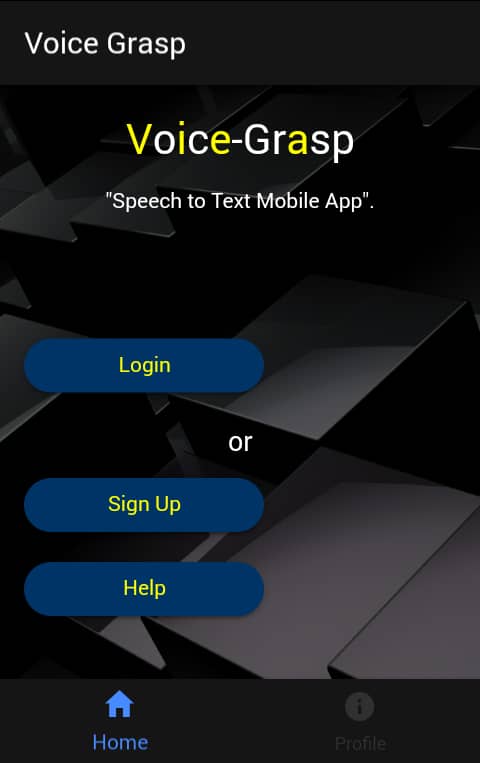 Voice Grasp
Voice-Grasp
"Speech to Text Mobile App".
Login
or
Sign Up
Help
Home
Profile